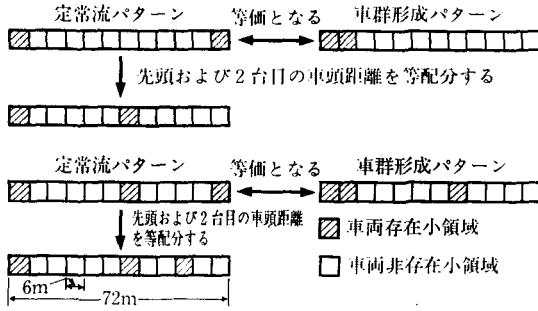 定常流パターン 等価となる 車群形成パターン
先頭および2台目の車頭距離を等配分する
定常流パターン 等価となる 車群形成パターン
先頭および2台目の車頭距離
を等配分する
車両存在小領域
車両非存在小領域
6m
72m